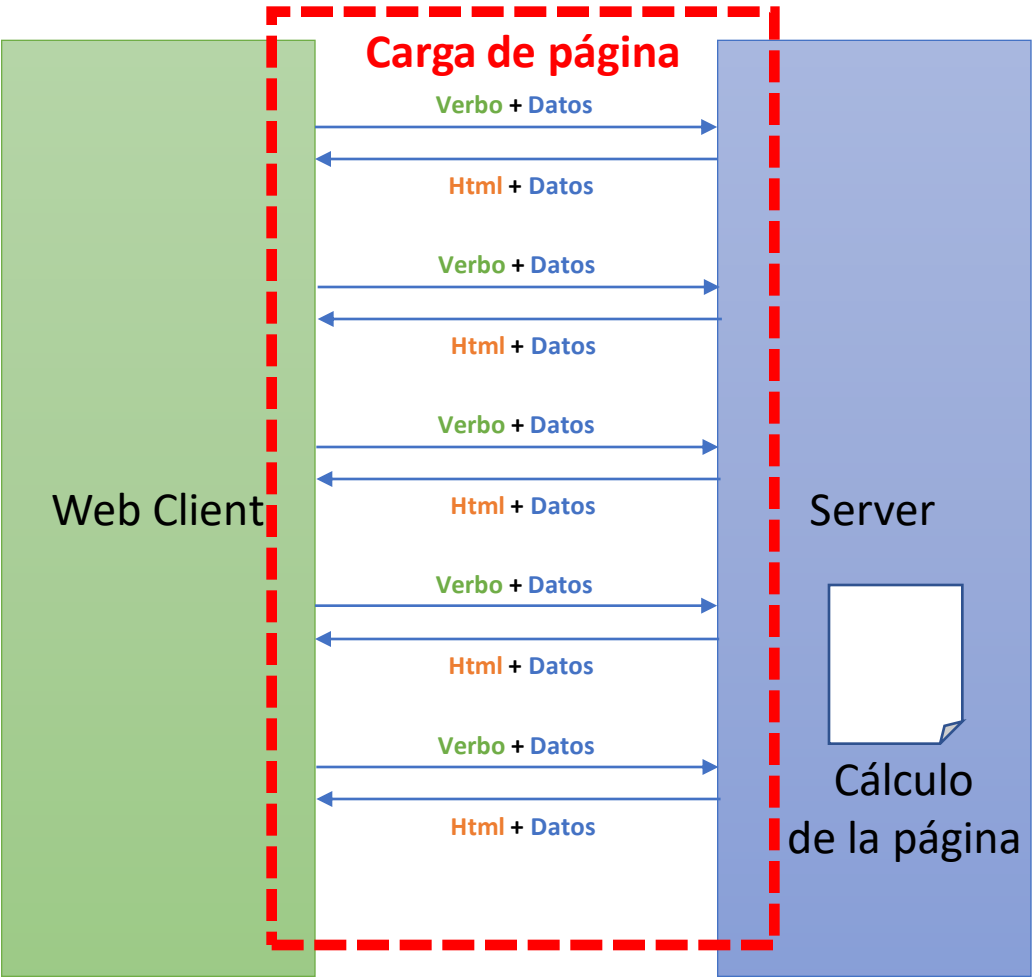 Carga de página
Verbo + Datos
Html + Datos
Verbo + Datos
Html + Datos
Verbo + Datos
Html + Datos
Web Client
Server
Verbo + Datos
Html + Datos
Verbo + Datos
Html + Datos
Cálculo
de la página